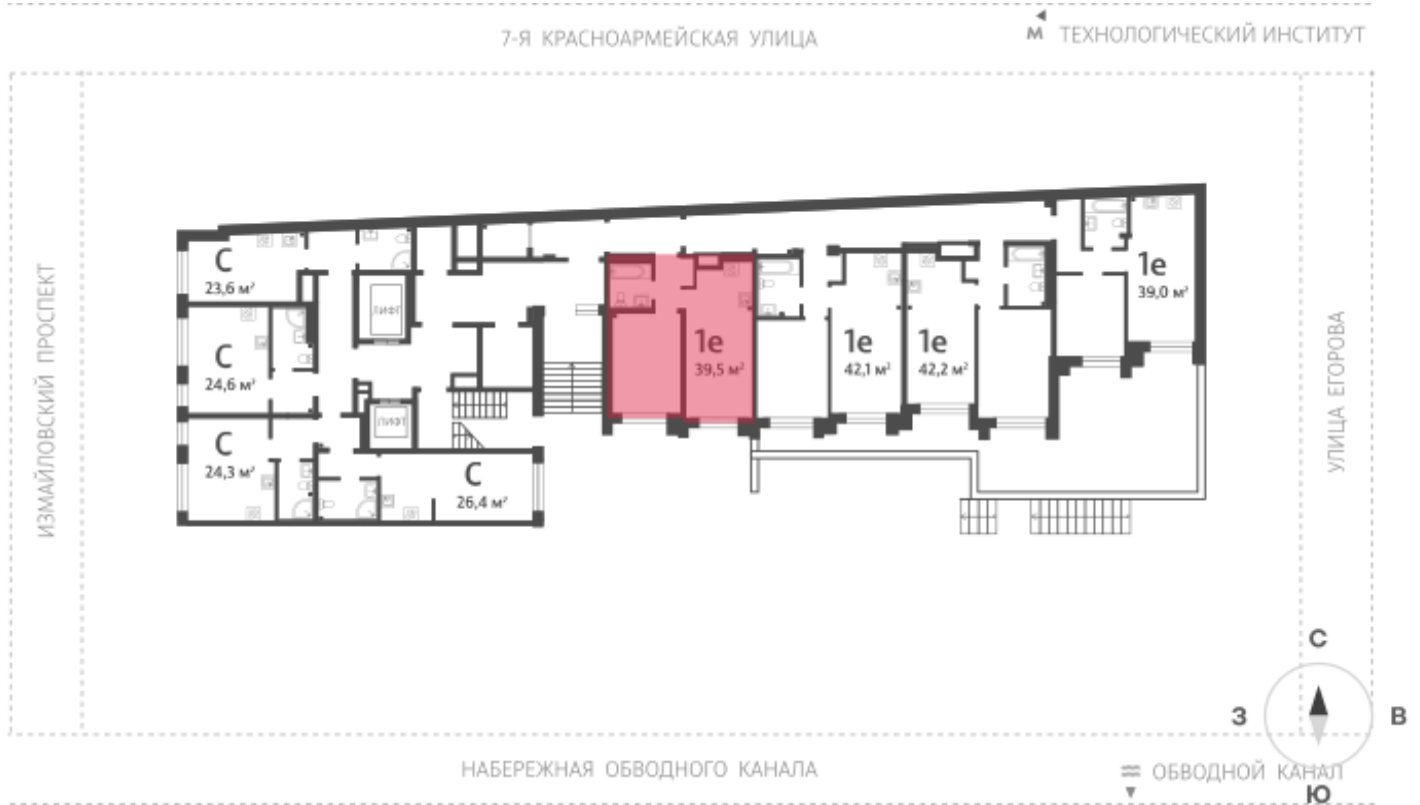 7-Я КРАСНОАРМЕЙСКАЯ УЛИЦА
М ТЕХНОЛОГИЧЕСКИЙ ИНСТИТУТ
ИЗМАЙЛОВСКИЙ ПРОСПЕКТ
С
23,6 м²
ЛИФТ
С
24,6 м²
С
24,3 м²
ЛИФТ
С
26,4 м²
1е
39,5 м²
1е
42,1 м²
1е
42,2 м²
1е
39,0 м²
УЛИЦА ЕГОРОВА
С
З
В
Ю
НАБЕРЕЖНАЯ ОБВОДНОГО КАНАЛА
ОБВОДНОЙ КАНАЛ